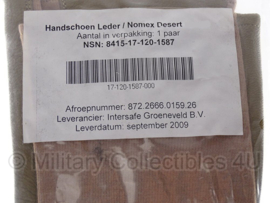 Handschoen Leder / Nomex Desert
Aantal in verpakking: 1 paar
NSN: 8415-17-120-1587
17-120-1587-000
Afroepnummer: 872.2666.0159.26
Leverancier: Intersafe Groeneveld B.V.
Leverdatum: september 2009
© Military Collectibles 4U